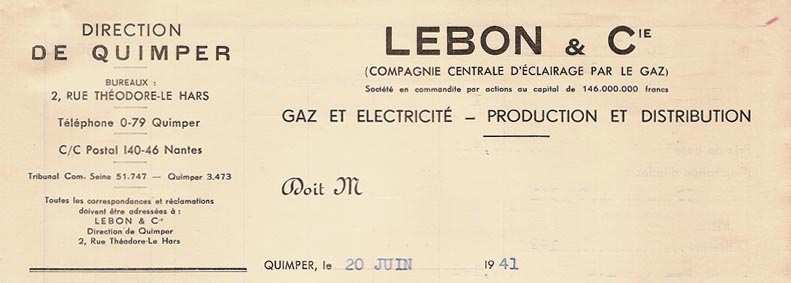 DIRECTION
DE QUIMPER
BUREAUX :
2, RUE THÉODORE-LE HARS
Téléphone 0-79 Quimper
C/C Postal 140-46 Nantes
Tribunal Com. Seine 51.747 — Quimper 3.473
Toutes les correspondances et réclamations
doivent être adressées à :
LEBON & Cie
Direction de Quimper
2, Rue Théodore-Le Hars
LEBON & CIE
(COMPAGNIE CENTRALE D'ÉCLAIRAGE PAR LE GAZ)
Société en commandite par actions au capital de 146.000.000 francs
GAZ ET ELECTRICITÉ — PRODUCTION ET DISTRIBUTION
Doit M
QUIMPER, le 20 JUIN 1941